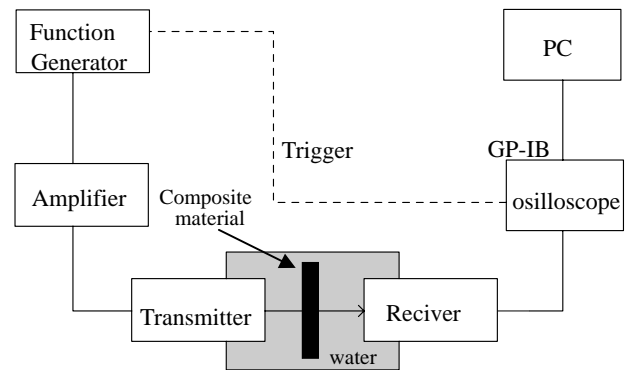 Function
Generator
PC
Trigger
GP-IB
Amplifier
Composite
material
osilloscope
Transmitter
Reciver
water